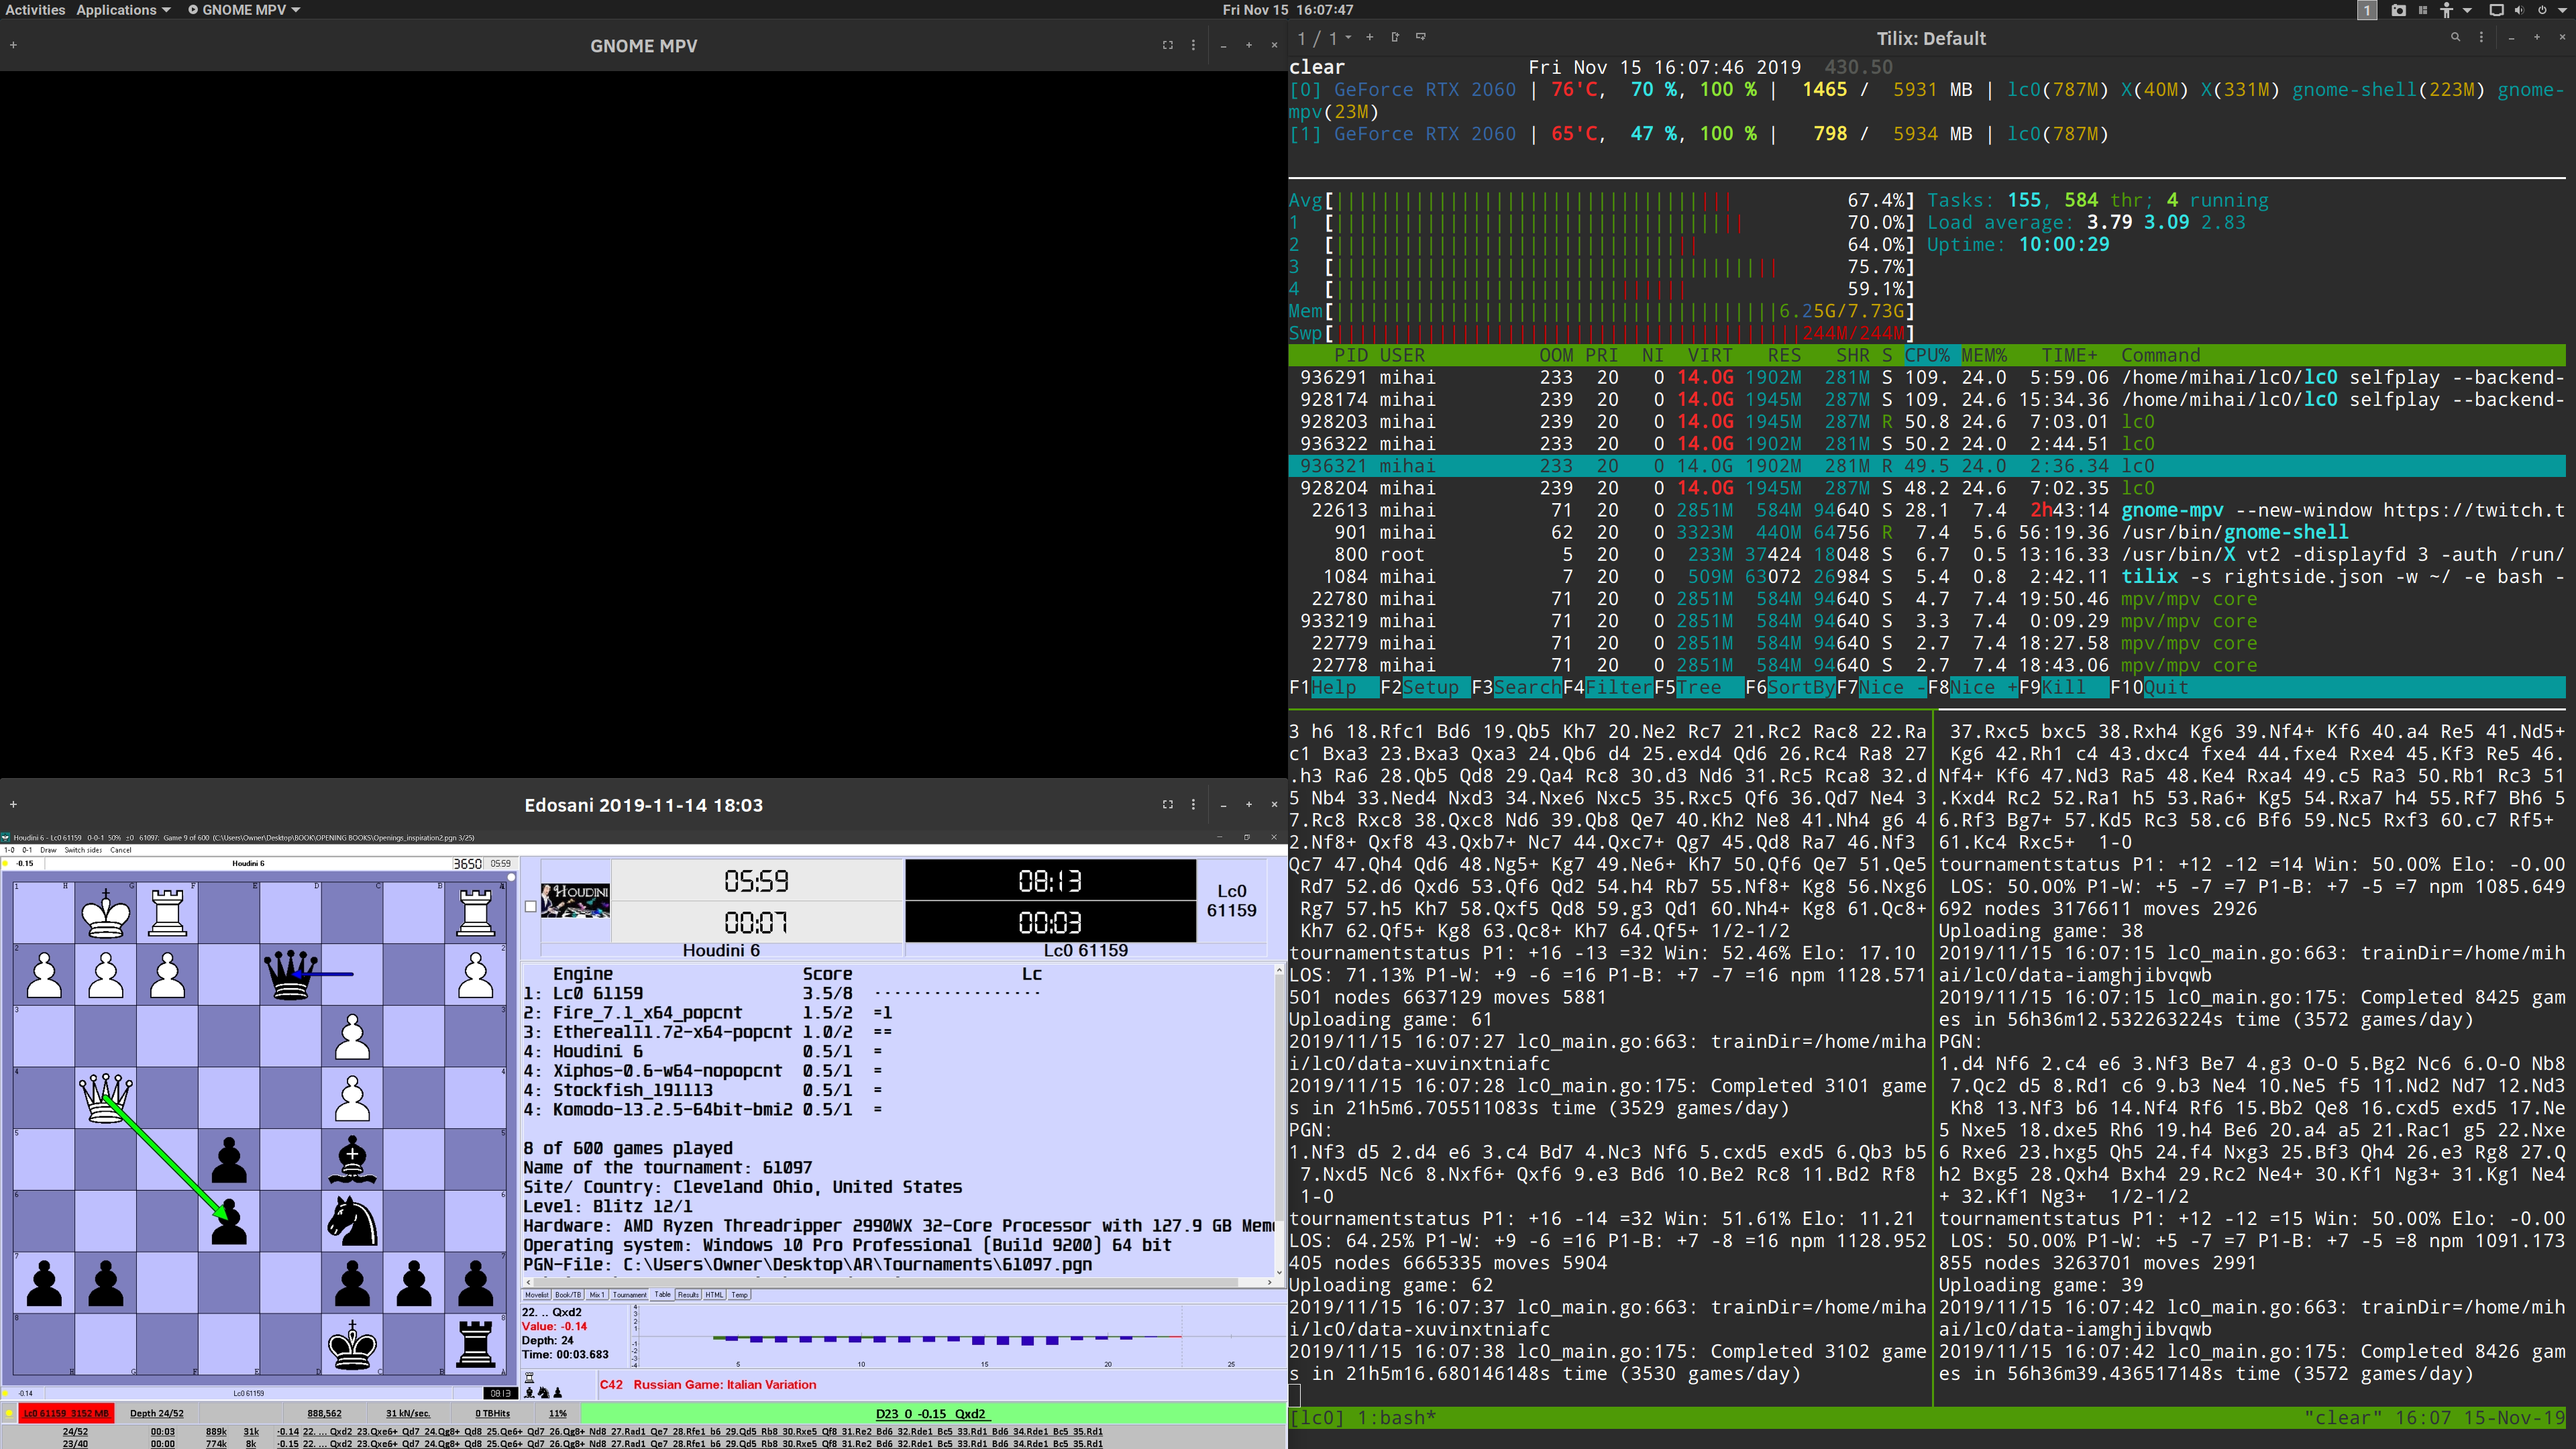 Activities Applications GNOME MPV
Fri Nov 15 16:07:47
1
GNOME MPV
Edosani 2019-11-14 18:03
Houdini 6 - Lc0 61159 0-0-1 50% ±0 61097: Game 9 of 600 (C:\Users\Owner\Desktop\BOOK\OPENING BOOKS\Openings_inspiration2.pgn 3/25)
1-0 0-1 Draw Switch sides Cancel
-0.15 Houdini 6 3650 05:59
-0.14 Lc0 61159 08:13
HOUDINI
05:59 08:13
00:07 00:03
Houdini 6 Lc0 61159
Lc0
61159
Engine Score Lc
1: Lc0 61159 3.5/8 · · · · · · · · · · · · · · · · ·
2: Fire_7.1_x64_popcnt 1.5/2 =1
3: Ethereal11.72-x64-popcnt 1.0/2 ==
4: Houdini 6 0.5/1 =
4: Xiphos-0.6-w64-nopopcnt 0.5/1 =
4: Stockfish_191113 0.5/1 =
4: Komodo-13.2.5-64bit-bmi2 0.5/1 =
8 of 600 games played
Name of the tournament: 61097
Site/ Country: Cleveland Ohio, United States
Level: Blitz 12/1
Hardware: AMD Ryzen Threadripper 2990WX 32-Core Processor with 127.9 GB Mem
Operating system: Windows 10 Pro Professional (Build 9200) 64 bit
PGN-File: C:\Users\Owner\Desktop\AR\Tournaments\61097.pgn
Movelist Book/TB Mix 1 Tournament Table Results HTML Temp
22. .. Qxd2
Value: -0.14
Depth: 24
Time: 00:03.683
5 10 15 20 25
C42 Russian Game: Italian Variation
Lc0 61159 3152 MB Depth 24/52 888,562 31 kN/sec. 0 TBHits 11% D23 0 -0.15 Qxd2
24/52 00:03 889k 31k -0.14 22. ... Qxd2 23.Qxe6+ Qd7 24.Qg8+ Qd8 25.Qe6+ Qd7 26.Qg8+ Nd8 27.Rad1 Qe7 28.Rfe1 b6 29.Qd5 Rb8 30.Rxe5 Qf8 31.Re2 Bd6 32.Rde1 Bc5 33.Rd1 Bd6 34.Rde1 Bc5 35.Rd1
23/40 00:00 774k 8k -0.15 22. ... Qxd2 23.Qxe6+ Qd7 24.Qg8+ Qd8 25.Qe6+ Qd7 26.Qg8+ Nd8 27.Rad1 Qe7 28.Rfe1 b6 29.Qd5 Rb8 30.Rxe5 Qf8 31.Re2 Bd6 32.Rde1 Bc5 33.Rd1 Bd6 34.Rde1 Bc5 35.Rd1
1 / 1 Tilix: Default
clear Fri Nov 15 16:07:46 2019 430.50
[0] GeForce RTX 2060 | 76'C, 70 %, 100 % | 1465 / 5931 MB | lc0(787M) X(40M) X(331M) gnome-shell(223M) gnome-
mpv(23M)
[1] GeForce RTX 2060 | 65'C, 47 %, 100 % | 798 / 5934 MB | lc0(787M)
Avg[ 67.4%] Tasks: 155, 584 thr; 4 running
1 [ 70.0%] Load average: 3.79 3.09 2.83
2 [ 64.0%] Uptime: 10:00:29
3 [ 75.7%]
4 [ 59.1%]
Mem[ 6.25G/7.73G]
Swp[ 244M/244M]
PID USER OOM PRI NI VIRT RES SHR S CPU% MEM% TIME+ Command
936291 mihai 233 20 0 14.0G 1902M 281M S 109. 24.0 5:59.06 /home/mihai/lc0/lc0 selfplay --backend-
928174 mihai 239 20 0 14.0G 1945M 287M S 109. 24.6 15:34.36 /home/mihai/lc0/lc0 selfplay --backend-
928203 mihai 239 20 0 14.0G 1945M 287M R 50.8 24.6 7:03.01 lc0
936322 mihai 233 20 0 14.0G 1902M 281M S 50.2 24.0 2:44.51 lc0
936321 mihai 233 20 0 14.0G 1902M 281M R 49.5 24.0 2:36.34 lc0
928204 mihai 239 20 0 14.0G 1945M 287M S 48.2 24.6 7:02.35 lc0
22613 mihai 71 20 0 2851M 584M 94640 S 28.1 7.4 2h43:14 gnome-mpv --new-window https://twitch.t
901 mihai 62 20 0 3323M 440M 64756 R 7.4 5.6 56:19.36 /usr/bin/gnome-shell
800 root 5 20 0 233M 37424 18048 S 6.7 0.5 13:16.33 /usr/bin/X vt2 -displayfd 3 -auth /run/
1084 mihai 7 20 0 509M 63072 26984 S 5.4 0.8 2:42.11 tilix -s rightside.json -w ~/ -e bash -
22780 mihai 71 20 0 2851M 584M 94640 S 4.7 7.4 19:50.46 mpv/mpv core
933219 mihai 71 20 0 2851M 584M 94640 S 3.3 7.4 0:09.29 mpv/mpv core
22779 mihai 71 20 0 2851M 584M 94640 S 2.7 7.4 18:27.58 mpv/mpv core
22778 mihai 71 20 0 2851M 584M 94640 S 2.7 7.4 18:43.06 mpv/mpv core
F1Help F2Setup F3SearchF4FilterF5Tree F6SortByF7Nice -F8Nice +F9Kill F10Quit
3 h6 18.Rfc1 Bd6 19.Qb5 Kh7 20.Ne2 Rc7 21.Rc2 Rac8 22.Ra
c1 Bxa3 23.Bxa3 Qxa3 24.Qb6 d4 25.exd4 Qd6 26.Rc4 Ra8 27
.h3 Ra6 28.Qb5 Qd8 29.Qa4 Rc8 30.d3 Nd6 31.Rc5 Rca8 32.d
5 Nb4 33.Ned4 Nxd3 34.Nxe6 Nxc5 35.Rxc5 Qf6 36.Qd7 Ne4 3
7.Rc8 Rxc8 38.Qxc8 Nd6 39.Qb8 Qe7 40.Kh2 Ne8 41.Nh4 g6 4
2.Nf8+ Qxf8 43.Qxb7+ Nc7 44.Qxc7+ Qg7 45.Qd8 Ra7 46.Nf3
Qc7 47.Qh4 Qd6 48.Ng5+ Kg7 49.Ne6+ Kh7 50.Qf6 Qe7 51.Qe5
Rd7 52.d6 Qxd6 53.Qf6 Qd2 54.h4 Rb7 55.Nf8+ Kg8 56.Nxg6
Rg7 57.h5 Kh7 58.Qxf5 Qd8 59.g3 Qd1 60.Nh4+ Kg8 61.Qc8+
Kh7 62.Qf5+ Kg8 63.Qc8+ Kh7 64.Qf5+ 1/2-1/2
tournamentstatus P1: +16 -13 =32 Win: 52.46% Elo: 17.10
LOS: 71.13% P1-W: +9 -6 =16 P1-B: +7 -7 =16 npm 1128.571
501 nodes 6637129 moves 5881
Uploading game: 61
2019/11/15 16:07:27 lc0_main.go:663: trainDir=/home/miha
i/lc0/data-xuvinxtniafc
2019/11/15 16:07:28 lc0_main.go:175: Completed 3101 game
s in 21h5m6.705511083s time (3529 games/day)
PGN:
1.Nf3 d5 2.d4 e6 3.c4 Bd7 4.Nc3 Nf6 5.cxd5 exd5 6.Qb3 b5
7.Nxd5 Nc6 8.Nxf6+ Qxf6 9.e3 Bd6 10.Be2 Rc8 11.Bd2 Rf8
1-0
tournamentstatus P1: +16 -14 =32 Win: 51.61% Elo: 11.21
LOS: 64.25% P1-W: +9 -6 =16 P1-B: +7 -8 =16 npm 1128.952
405 nodes 6665335 moves 5904
Uploading game: 62
2019/11/15 16:07:37 lc0_main.go:663: trainDir=/home/miha
i/lc0/data-xuvinxtniafc
2019/11/15 16:07:38 lc0_main.go:175: Completed 3102 game
s in 21h5m16.680146148s time (3530 games/day)
37.Rxc5 bxc5 38.Rxh4 Kg6 39.Nf4+ Kf6 40.a4 Re5 41.Nd5+
Kg6 42.Rh1 c4 43.dxc4 fxe4 44.fxe4 Rxe4 45.Kf3 Re5 46.
Nf4+ Kf6 47.Nd3 Ra5 48.Ke4 Rxa4 49.c5 Ra3 50.Rb1 Rc3 51
.Kxd4 Rc2 52.Ra1 h5 53.Ra6+ Kg5 54.Rxa7 h4 55.Rf7 Bh6 5
6.Rf3 Bg7+ 57.Kd5 Rc3 58.c6 Bf6 59.Nc5 Rxf3 60.c7 Rf5+
61.Kc4 Rxc5+ 1-0
tournamentstatus P1: +12 -12 =14 Win: 50.00% Elo: -0.00
LOS: 50.00% P1-W: +5 -7 =7 P1-B: +7 -5 =7 npm 1085.649
692 nodes 3176611 moves 2926
Uploading game: 38
2019/11/15 16:07:15 lc0_main.go:663: trainDir=/home/mih
ai/lc0/data-iamghjibvqwb
2019/11/15 16:07:15 lc0_main.go:175: Completed 8425 gam
es in 56h36m12.532263224s time (3572 games/day)
PGN:
1.d4 Nf6 2.c4 e6 3.Nf3 Be7 4.g3 O-O 5.Bg2 Nc6 6.O-O Nb8
7.Qc2 d5 8.Rd1 c6 9.b3 Ne4 10.Ne5 f5 11.Nd2 Nd7 12.Nd3
Kh8 13.Nf3 b6 14.Nf4 Rf6 15.Bb2 Qe8 16.cxd5 exd5 17.Ne
5 Nxe5 18.dxe5 Rh6 19.h4 Be6 20.a4 a5 21.Rac1 g5 22.Nxe
6 Rxe6 23.hxg5 Qh5 24.f4 Nxg3 25.Bf3 Qh4 26.e3 Rg8 27.Q
h2 Bxg5 28.Qxh4 Bxh4 29.Rc2 Ne4+ 30.Kf1 Ng3+ 31.Kg1 Ne4
+ 32.Kf1 Ng3+ 1/2-1/2
tournamentstatus P1: +12 -12 =15 Win: 50.00% Elo: -0.00
LOS: 50.00% P1-W: +5 -7 =7 P1-B: +7 -5 =8 npm 1091.173
855 nodes 3263701 moves 2991
Uploading game: 39
2019/11/15 16:07:42 lc0_main.go:663: trainDir=/home/mih
ai/lc0/data-iamghjibvqwb
2019/11/15 16:07:42 lc0_main.go:175: Completed 8426 gam
es in 56h36m39.436517148s time (3572 games/day)
[lc0] 1:bash* "clear" 16:07 15-Nov-19